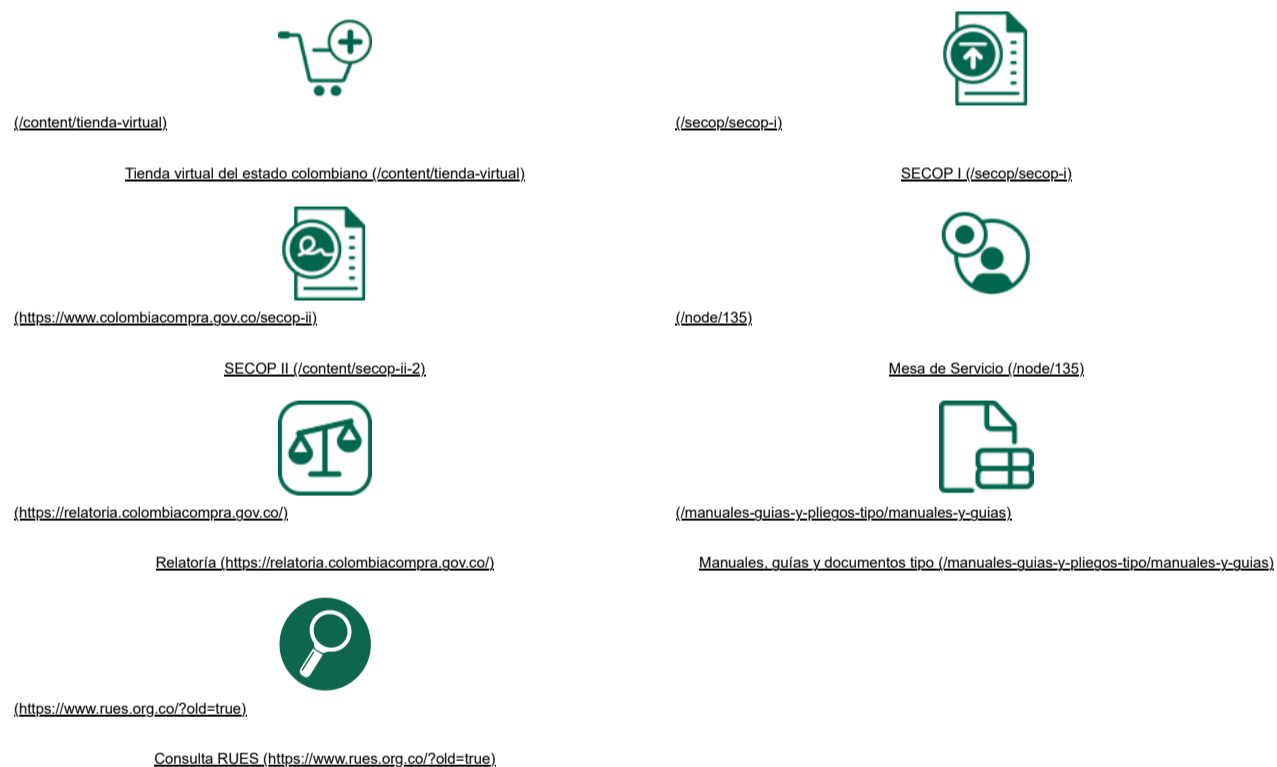 (/content/tienda-virtual)
(/secop/secop-i)
Tienda virtual del estado colombiano (/content/tienda-virtual)
SECOP I (/secop/secop-i)
(https://www.colombiacompra.gov.co/secop-ii)
(/node/135)
SECOP II (/content/secop-ii-2)
Mesa de Servicio (/node/135)
(https://relatoria.colombiacompra.gov.co/)
(/manuales-guias-y-pliegos-tipo/manuales-y-guias)
Relatoría (https://relatoria.colombiacompra.gov.co/)
Manuales, guías y documentos tipo (/manuales-guias-y-pliegos-tipo/manuales-y-guias)
(https://www.rues.org.co/?old=true)
Consulta RUES (https://www.rues.org.co/?old=true)